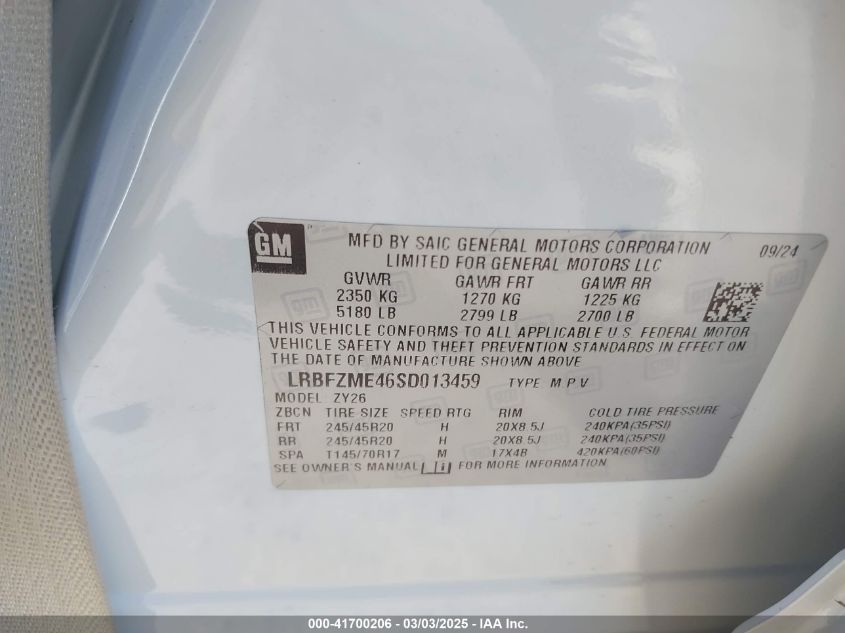 GM
MFD BY SAIC GENERAL MOTORS CORPORATION 09/24
LIMITED FOR GENERAL MOTORS LLC
GVWR GAWR FRT GAWR RR
2350 KG 1270 KG 1225 KG
5180 LB 2799 LB 2700 LB
THIS VEHICLE CONFORMS TO ALL APPLICABLE U.S. FEDERAL MOTOR
VEHICLE SAFETY AND THEFT PREVENTION STANDARDS IN EFFECT ON
THE DATE OF MANUFACTURE SHOWN ABOVE
LRBFZME46SD013459 TYPE M P V
MODEL ZY26
ZBCN TIRE SIZE SPEED RTG RIM COLD TIRE PRESSURE
FRT 245/45R20 H 20X8.5J 240KPA(35PSI)
RR 245/45R20 H 20X8.5J 240KPA(35PSI)
SPA T145/70R17 M 17X4B 420KPA(60PSI)
SEE OWNER'S MANUAL i FOR MORE INFORMATION
000-41700206 - 03/03/2025 - IAA Inc.